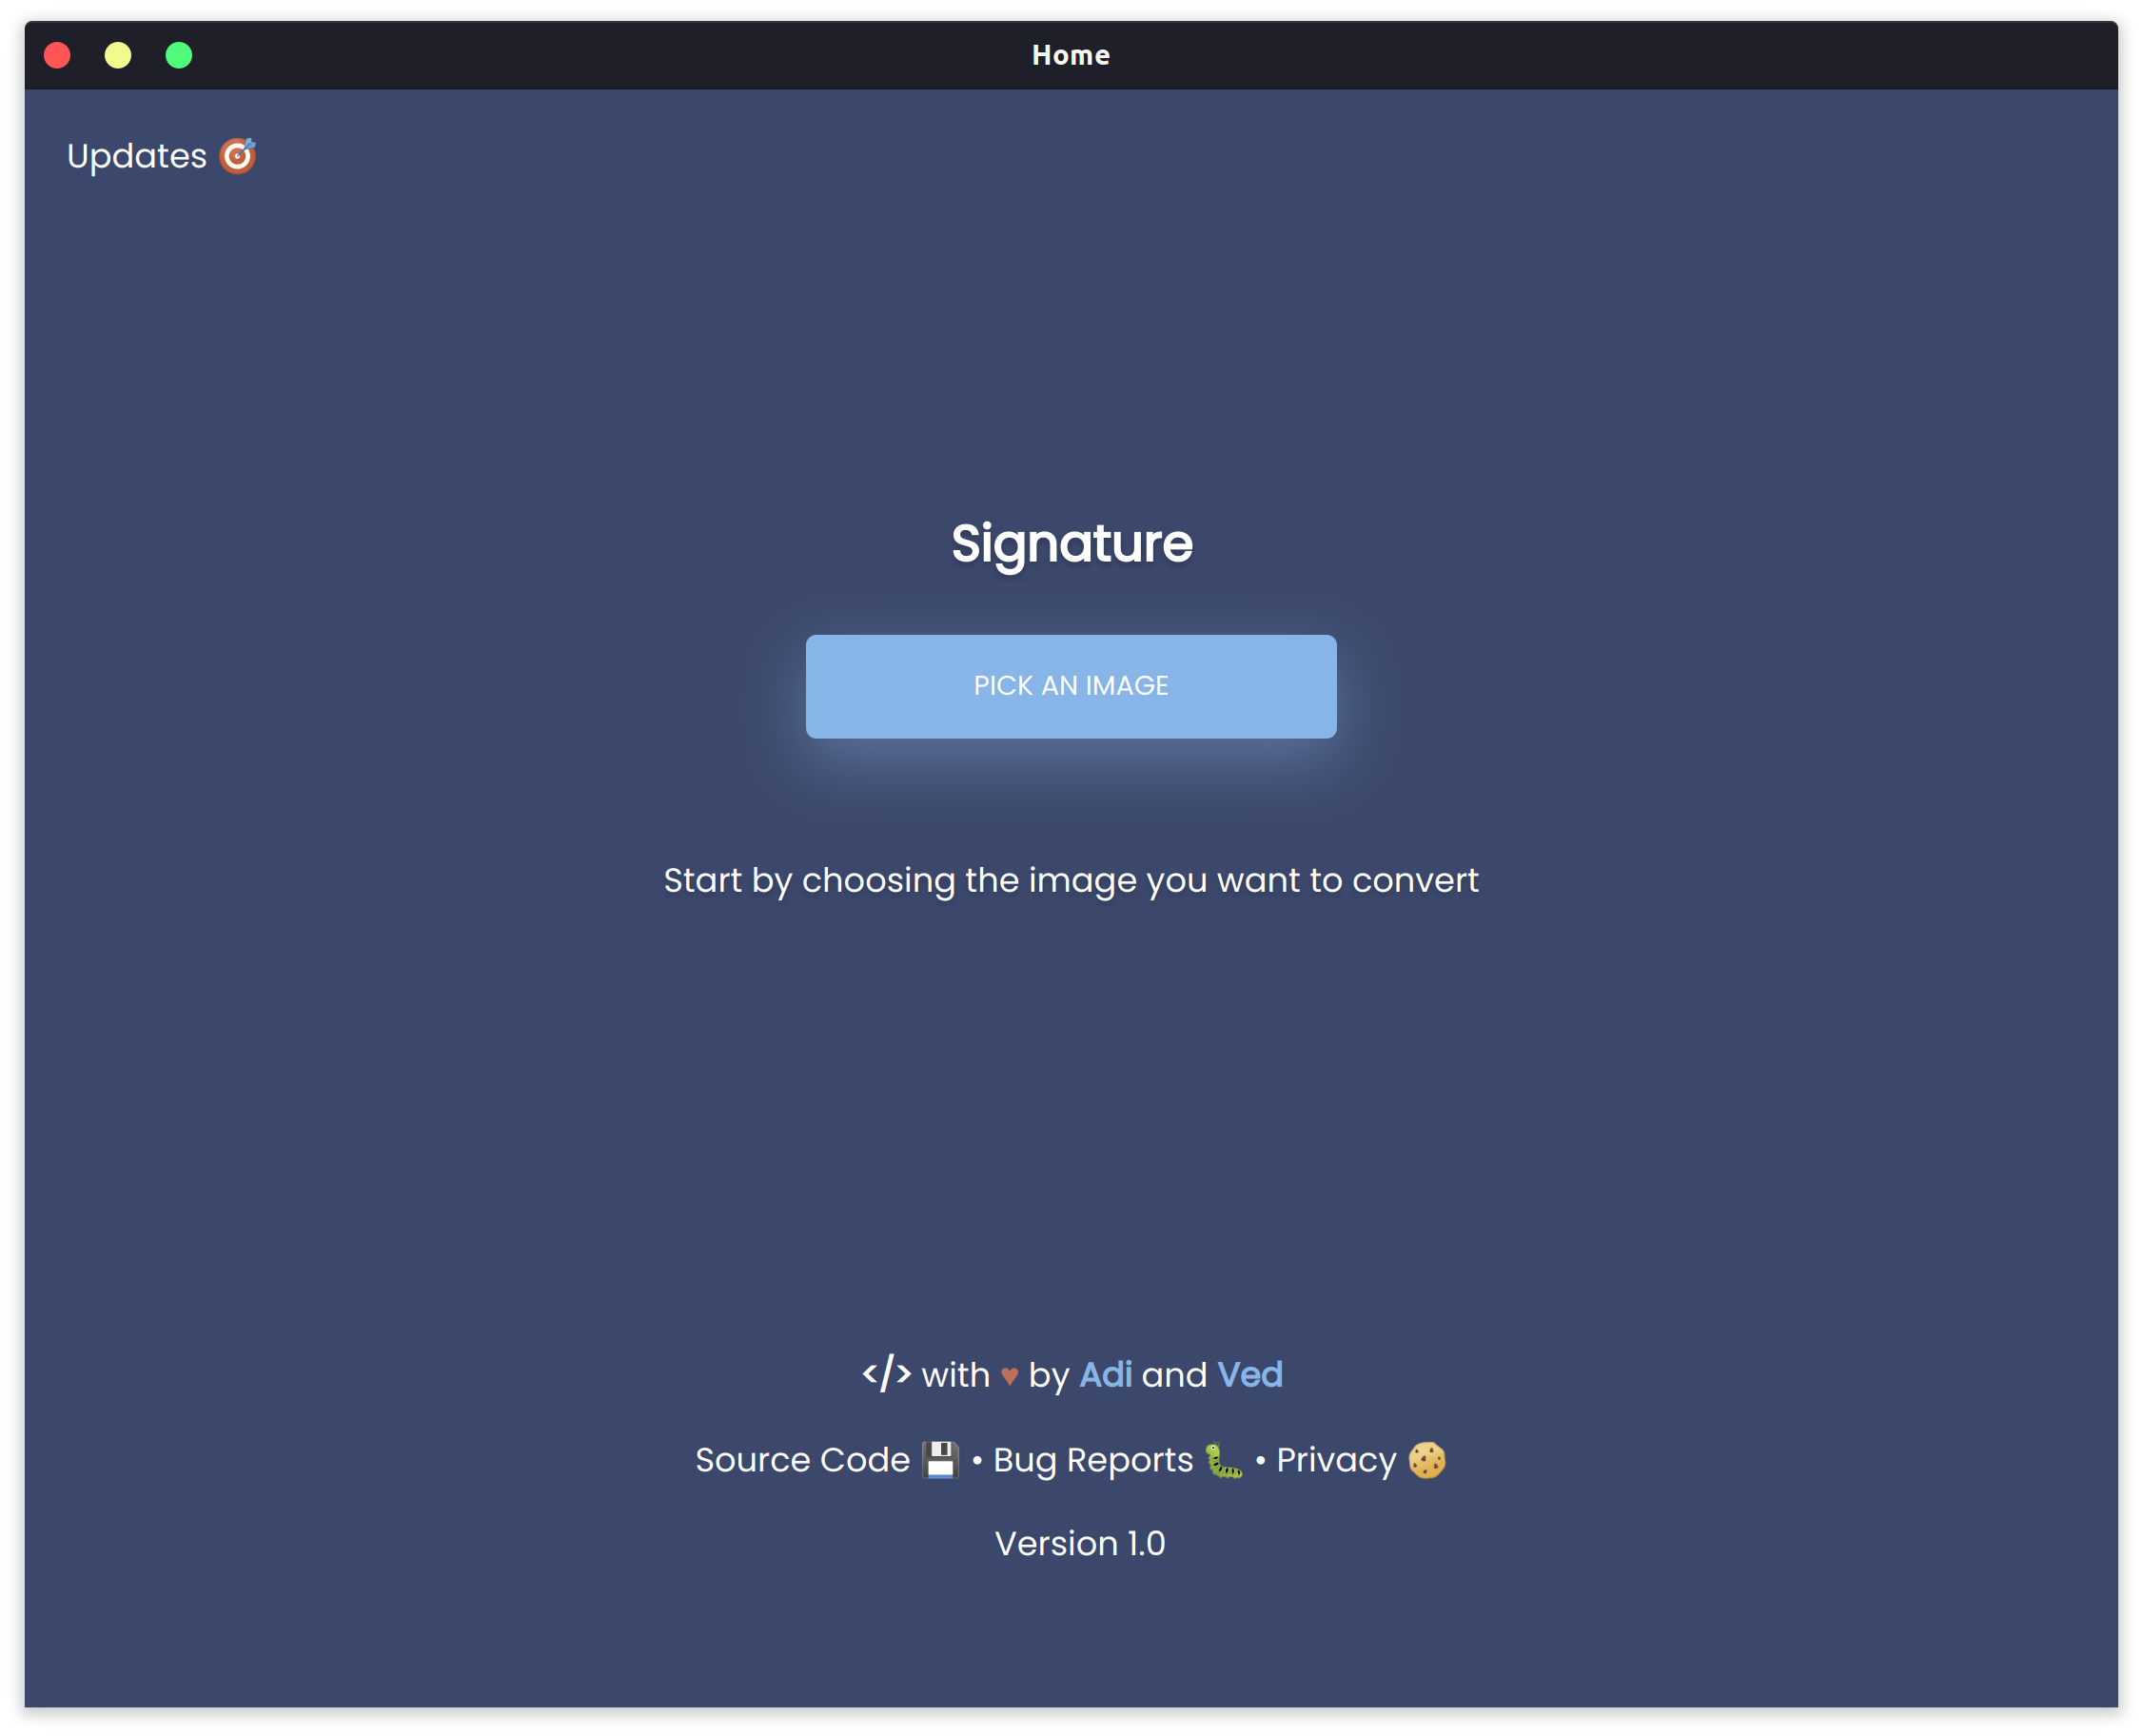 Home
Updates 🎯
Signature
PICK AN IMAGE
Start by choosing the image you want to convert
</> with ♥ by Adi and Ved
Source Code 💾 • Bug Reports 🐛 • Privacy 🍪
Version 1.0